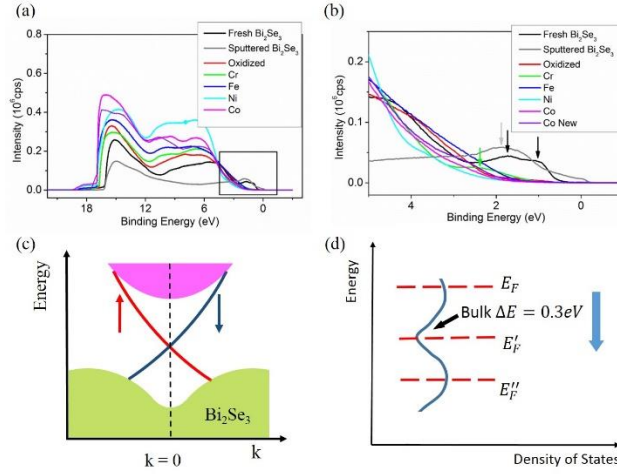 (a)
Fresh Bi₂Se₃
Sputtered Bi₂Se₃
Oxidized
Cr
Fe
Ni
Co
0.8
0.6
0.4
0.2
0.0
Intensity (10⁶cps)
18
12
6
0
Binding Energy (eV)
(b)
Fresh Bi₂Se₃
Sputtered Bi₂Se₃
Oxidized
Cr
Fe
Ni
Co
Co New
0.2
0.1
0.0
Intensity (10⁶cps)
4
2
0
Binding Energy (eV)
(c)
Energy
Bi₂Se₃
k = 0
k
(d)
Energy
E_F
Bulk ΔE = 0.3eV
E′_F
E″_F
Density of States